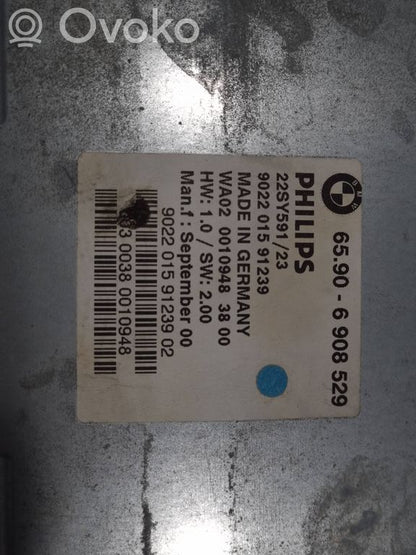 Ovoko
BMW
65.90 - 6 908 529
PHILIPS
22SY591/23
9022 015 91239
MADE IN GERMANY
WA02 0010948 38 00
HW: 1.0 / SW: 2.00
Man.f : September 00
9022 015 91239 02
0038 0010948